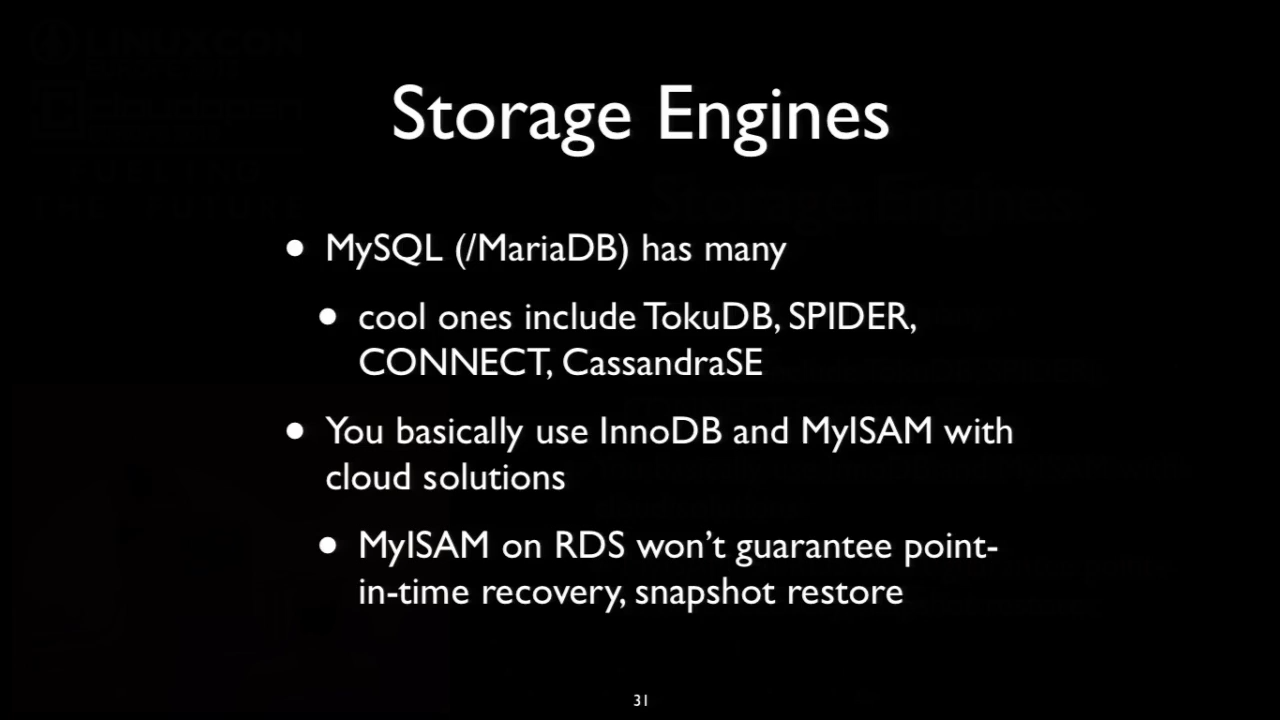 Storage Engines
• MySQL (/MariaDB) has many
• cool ones include TokuDB, SPIDER,
CONNECT, CassandraSE
• You basically use InnoDB and MyISAM with
cloud solutions
• MyISAM on RDS won't guarantee point-
in-time recovery, snapshot restore
31